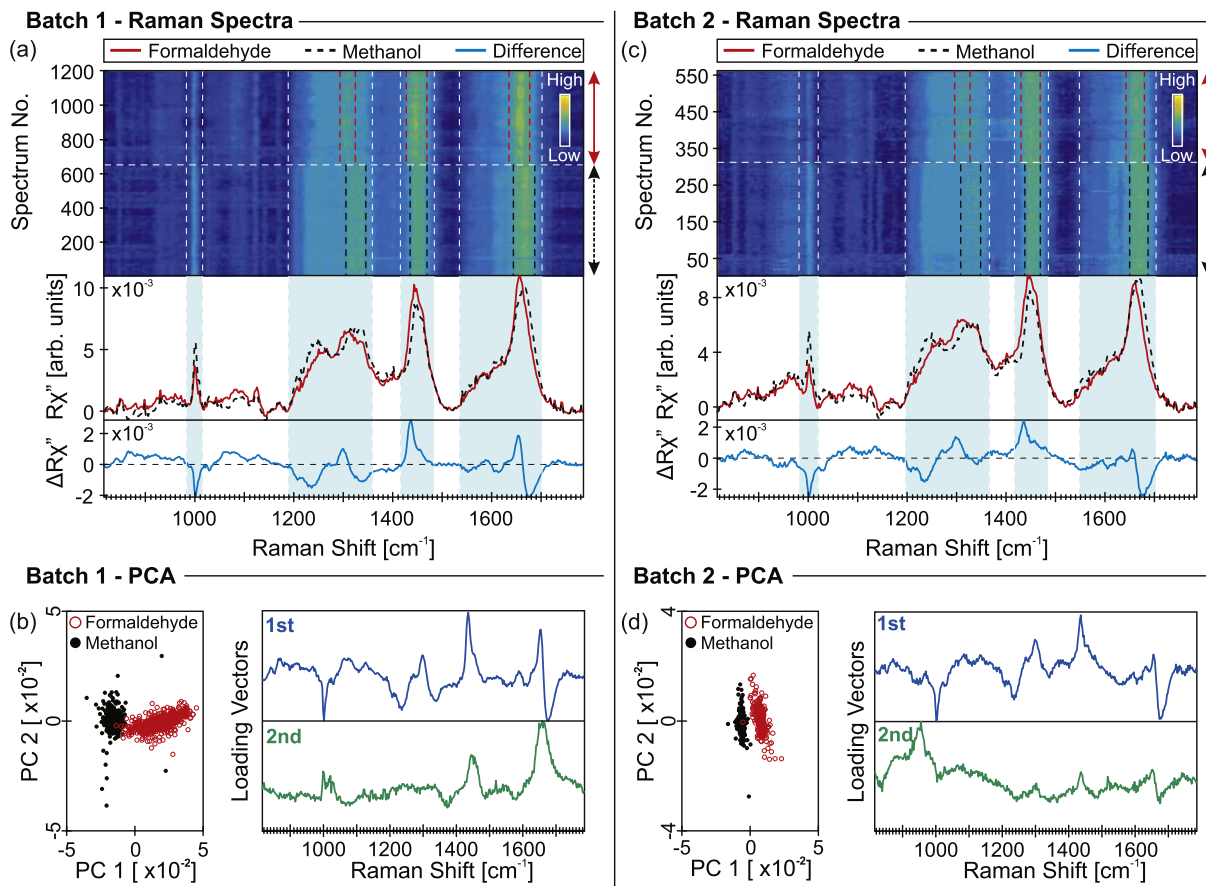 Batch 1 - Raman Spectra
(a)
Formaldehyde Methanol Difference
1200
1000
800
600
400
200
Spectrum No.
High
Low
x10⁻³
10
5
0
Rχ” [arb. units]
x10⁻³
2
0
-2
ΔRχ”
1000 1200 1400 1600
Raman Shift [cm⁻¹]
Batch 2 - Raman Spectra
(c)
Formaldehyde Methanol Difference
550
450
350
250
150
50
Spectrum No.
High
Low
x10⁻³
8
4
0
Rχ” [arb. units]
x10⁻³
2
0
-2
ΔRχ”
1000 1200 1400 1600
Raman Shift [cm⁻¹]
Batch 1 - PCA
(b)
5
0
-5
PC 2 [ x10⁻²]
Formaldehyde
Methanol
-5 0 5
PC 1 [ x10⁻²]
Loading Vectors
1st
2nd
1000 1200 1400 1600
Raman Shift [cm⁻¹]
Batch 2 - PCA
(d)
4
0
-4
PC 2 [ x10⁻²]
Formaldehyde
Methanol
-5 0 5
PC 1 [ x10⁻²]
Loading Vectors
1st
2nd
1000 1200 1400 1600
Raman Shift [cm⁻¹]